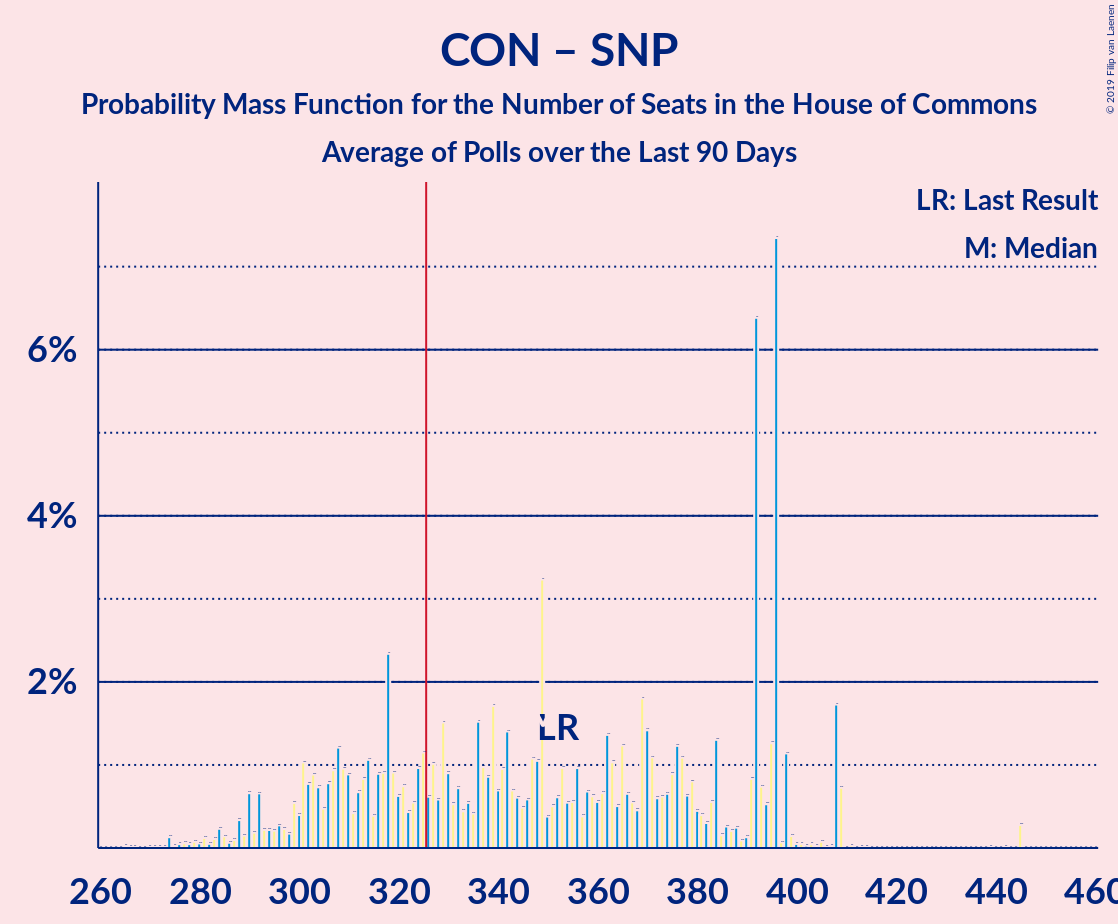 CON – SNP
Probability Mass Function for the Number of Seats in the House of Commons
Average of Polls over the Last 90 Days
© 2019 Filip van Laenen
LR: Last Result
M: Median
6%
4%
2%
LR
260 280 300 320 340 360 380 400 420 440 460